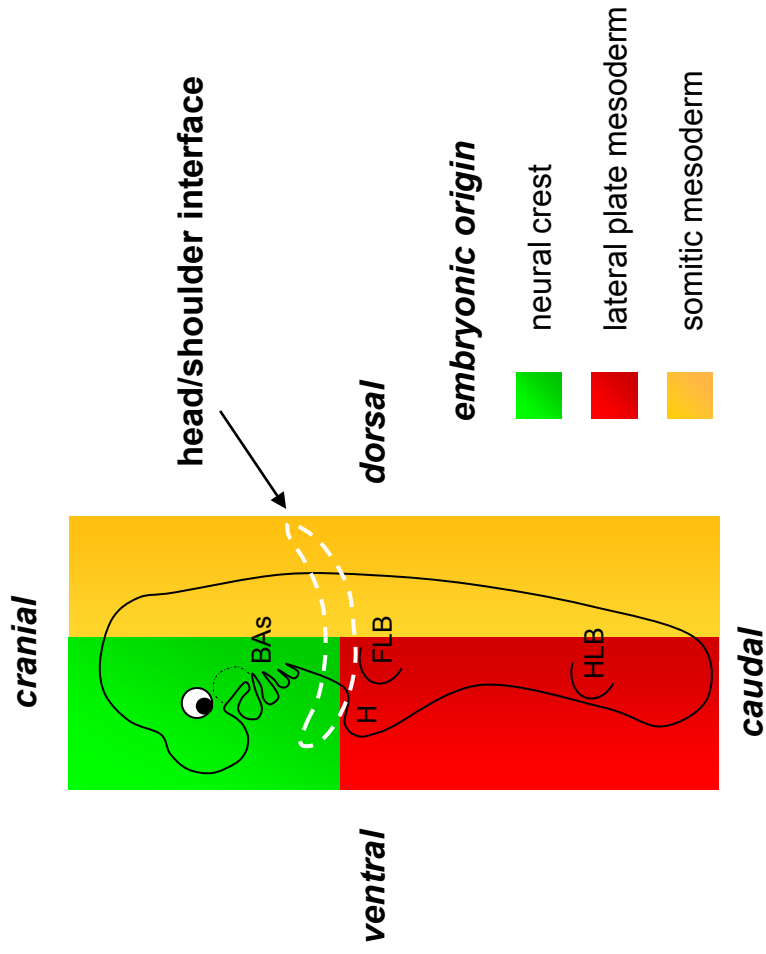 cranial
head/shoulder interface
BAs
FLB
H
HLB
ventral
dorsal
caudal
embryonic origin
neural crest
lateral plate mesoderm
somitic mesoderm